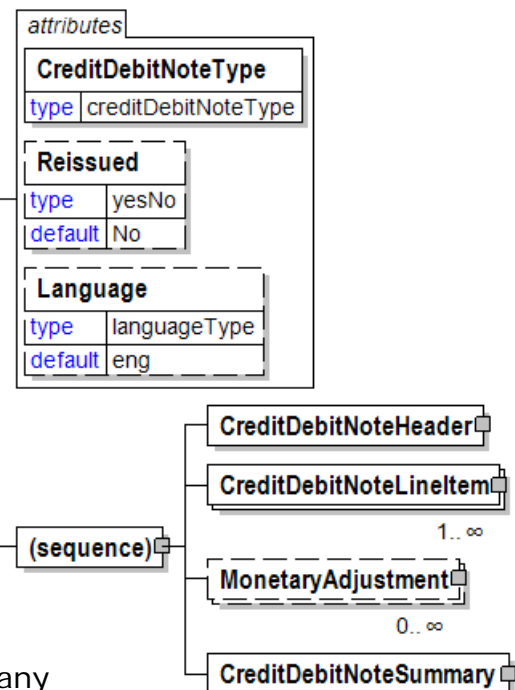 attributes
CreditDebitNoteType
type creditDebitNoteType
Reissued
type yesNo
default No
Language
type languageType
default eng
CreditDebitNoteHeader
CreditDebitNoteLineItem
1.. ∞
(sequence)
MonetaryAdjustment
0.. ∞
any
CreditDebitNoteSummary